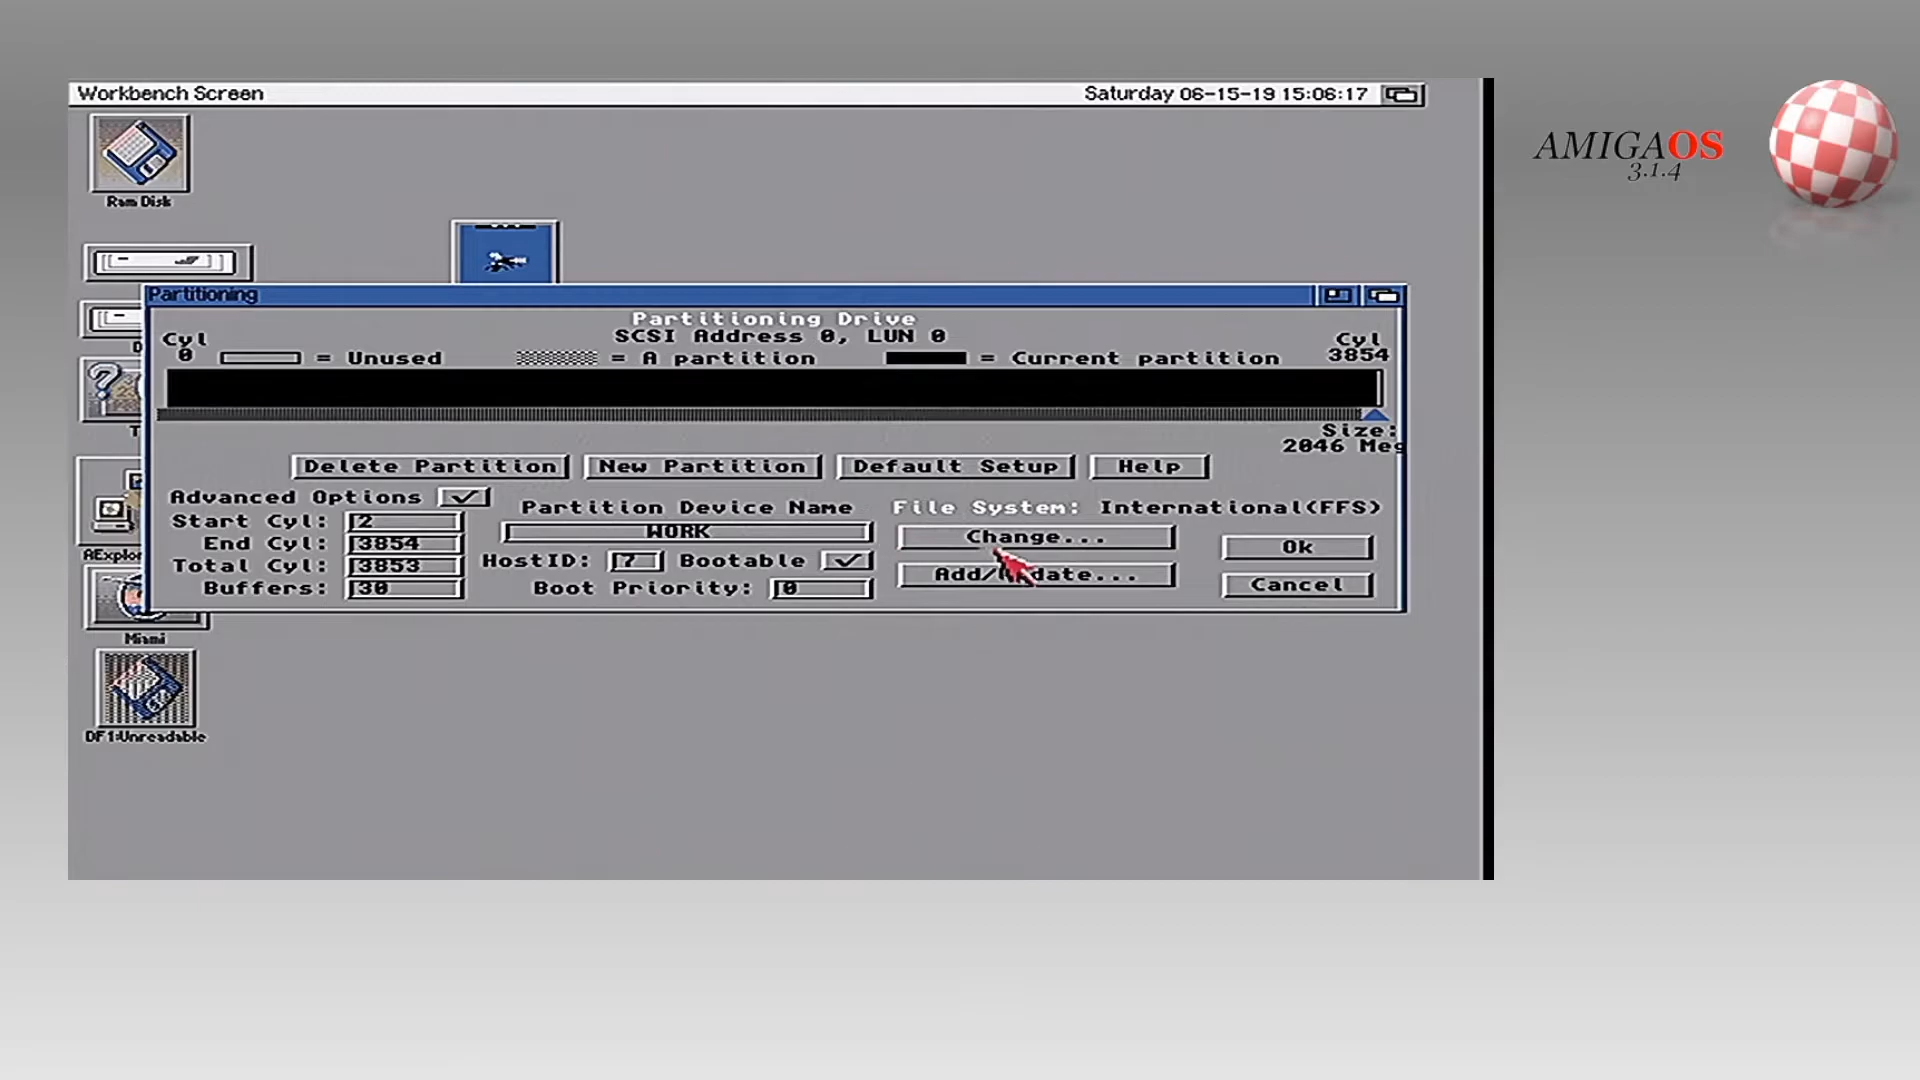 Workbench Screen
Saturday 06-15-19 15:06:17
AMIGAOS
3.1.4
Ram Disk
Partitioning
Partitioning Drive
SCSI Address 0, LUN 0
Cyl
0
= Unused
= A partition
= Current partition
Cyl
3854
Size:
2046 Meg
Delete Partition
New Partition
Default Setup
Help
Advanced Options
Start Cyl: 2
End Cyl: 3854
Total Cyl: 3853
Buffers: 30
Partition Device Name
WORK
HostID: 7
Bootable
Boot Priority: 0
File System: International(FFS)
Change...
Ok
Cancel
AExplor
Miami
DF1:Unreadable